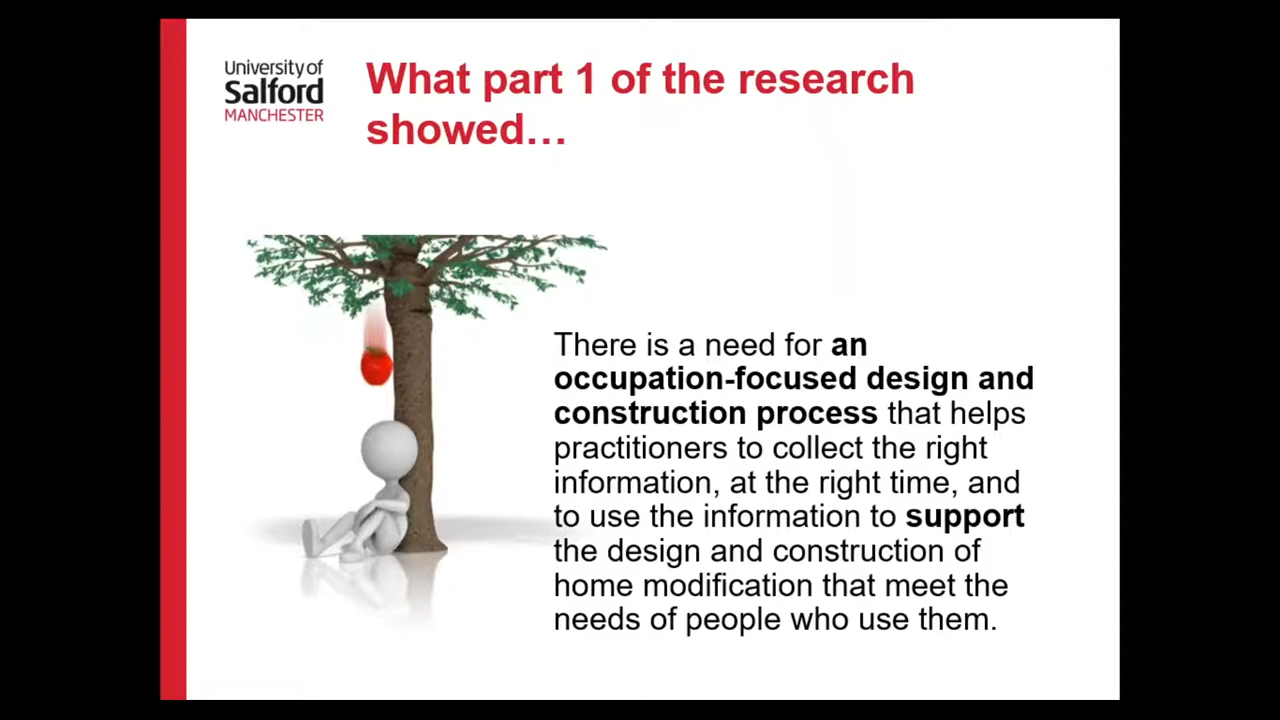 University of
Salford
MANCHESTER
What part 1 of the research
showed…
There is a need for an
occupation-focused design and
construction process that helps
practitioners to collect the right
information, at the right time, and
to use the information to support
the design and construction of
home modification that meet the
needs of people who use them.